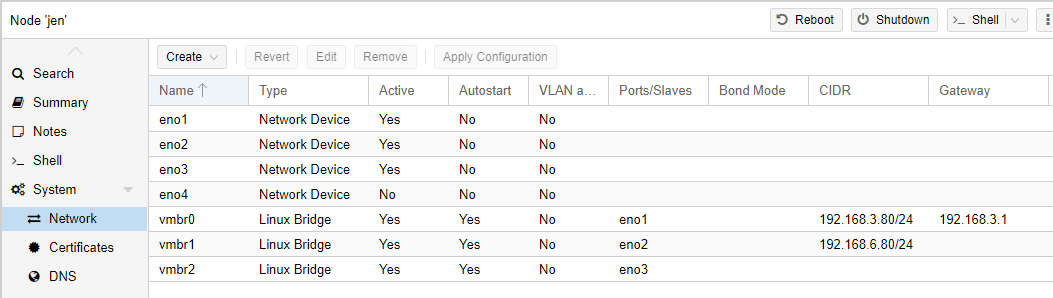 Node 'jen' Reboot Shutdown Shell
Search
Summary
Notes
Shell
System
Network
Certificates
DNS
Create Revert Edit Remove Apply Configuration
Name Type Active Autostart VLAN a... Ports/Slaves Bond Mode CIDR Gateway
eno1 Network Device Yes No No
eno2 Network Device Yes No No
eno3 Network Device Yes No No
eno4 Network Device No No No
vmbr0 Linux Bridge Yes Yes No eno1 192.168.3.80/24 192.168.3.1
vmbr1 Linux Bridge Yes Yes No eno2 192.168.6.80/24
vmbr2 Linux Bridge Yes Yes No eno3